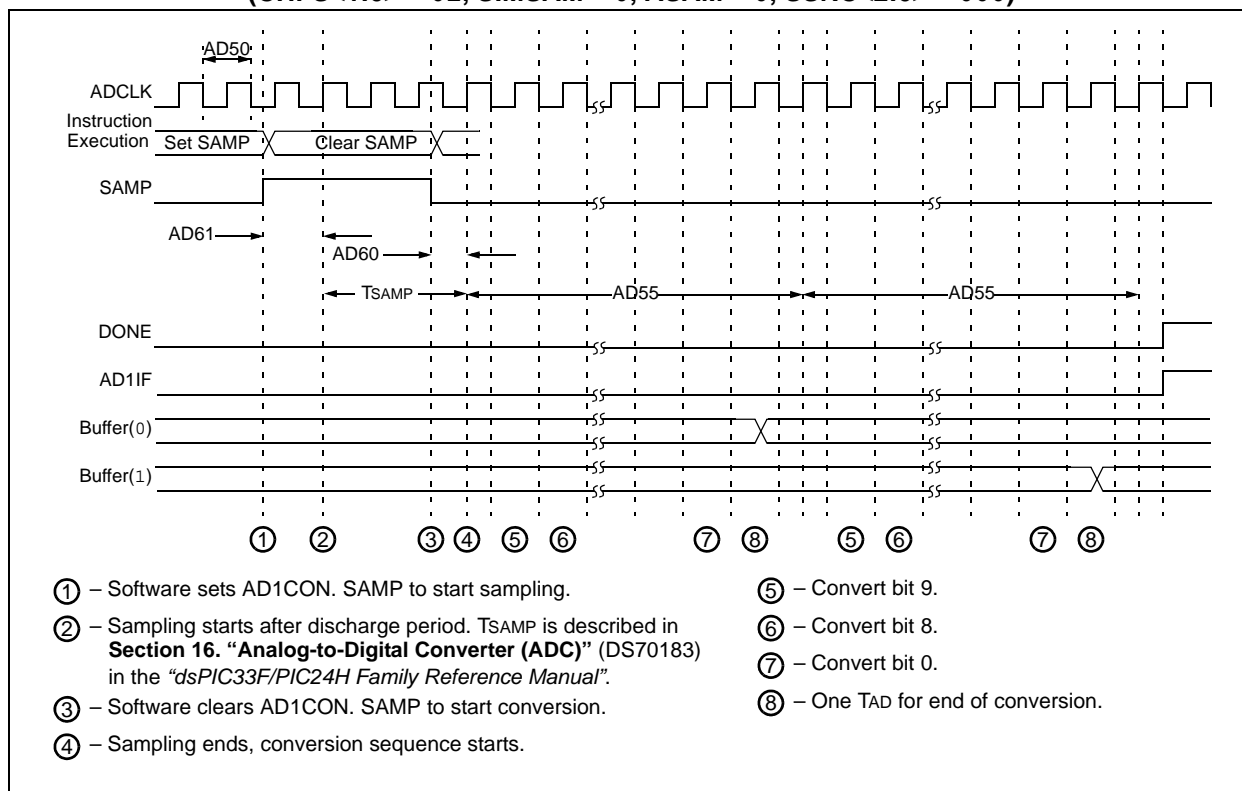 AD50
ADCLK
Instruction
Execution
Set SAMP
Clear SAMP
SAMP
AD61
AD60
TSAMP
AD55
AD55
DONE
AD1IF
Buffer(0)
Buffer(1)
1 2 3 4 5 6 7 8 5 6 7 8
1 – Software sets AD1CON. SAMP to start sampling.
2 – Sampling starts after discharge period. TSAMP is described in
Section 16. “Analog-to-Digital Converter (ADC)” (DS70183)
in the “dsPIC33F/PIC24H Family Reference Manual”.
3 – Software clears AD1CON. SAMP to start conversion.
4 – Sampling ends, conversion sequence starts.
5 – Convert bit 9.
6 – Convert bit 8.
7 – Convert bit 0.
8 – One TAD for end of conversion.